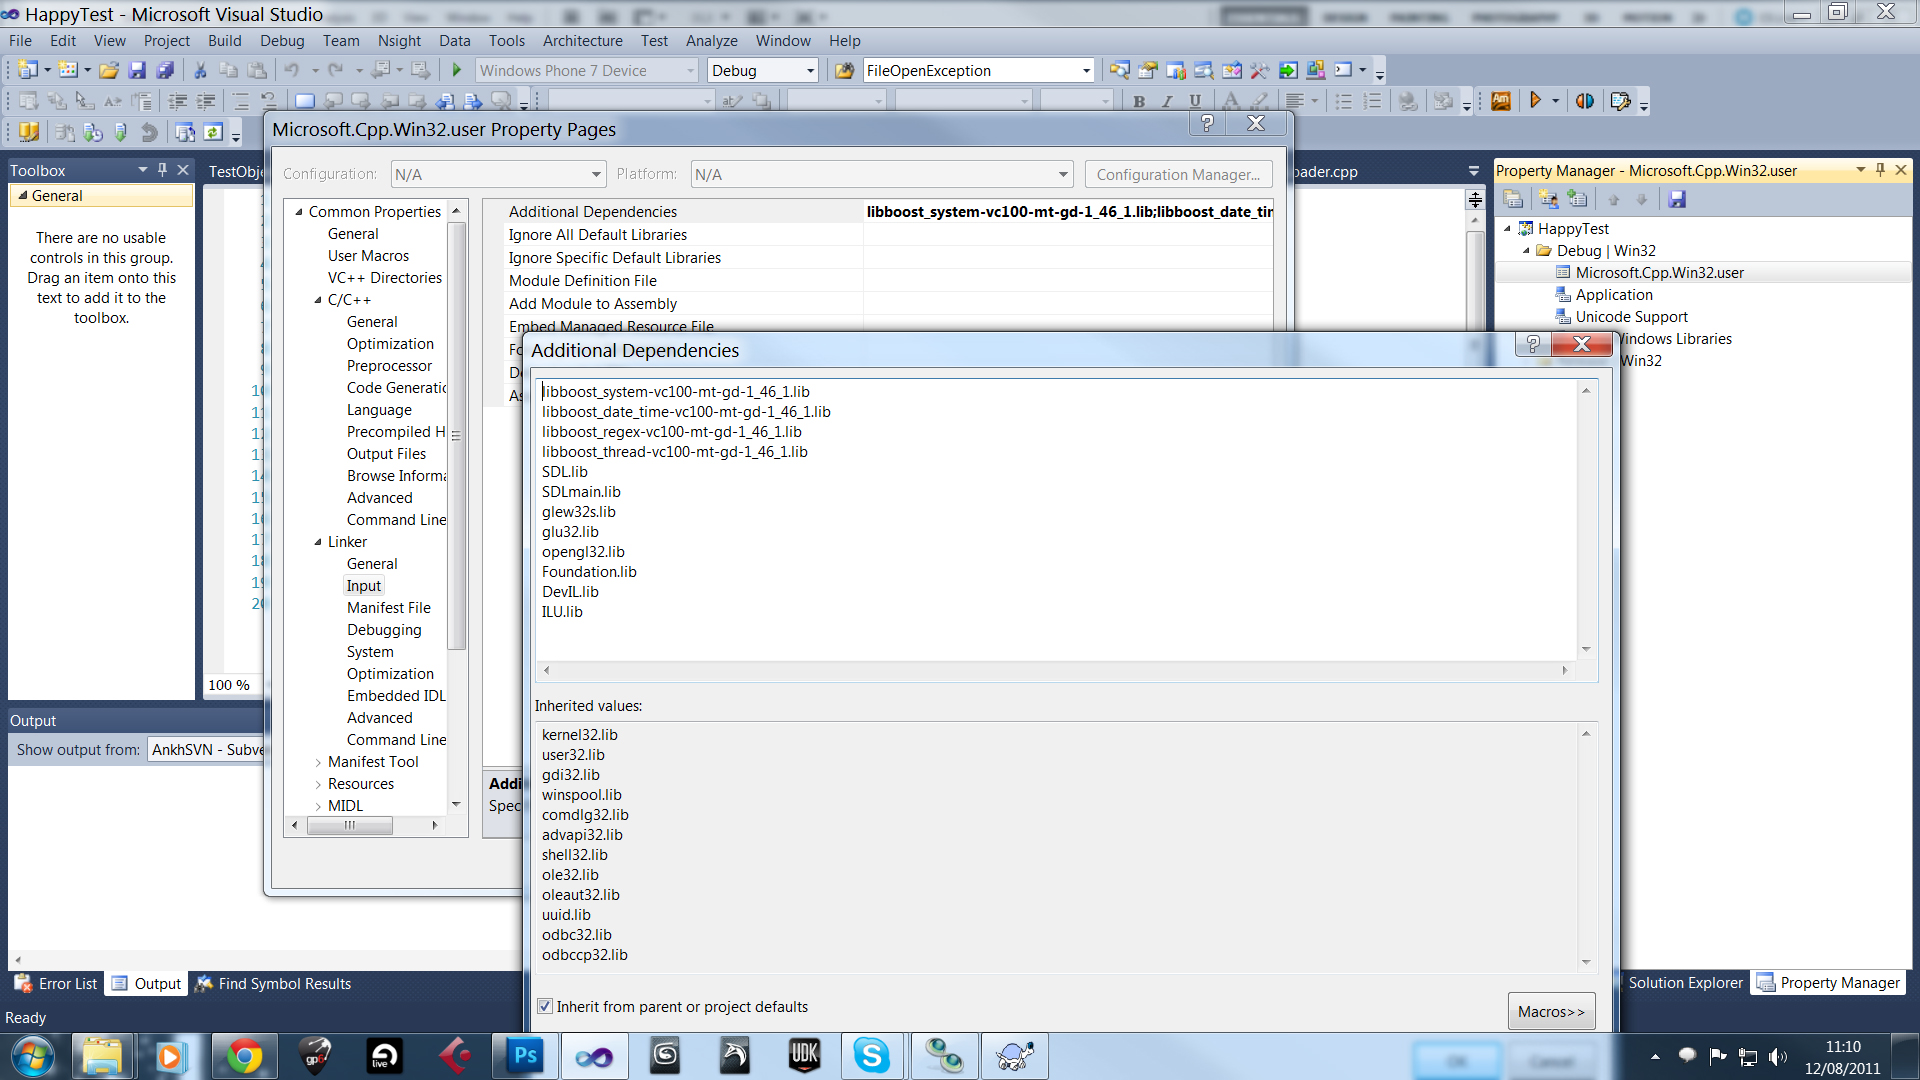 HappyTest - Microsoft Visual Studio
File Edit View Project Build Debug Team Nsight Data Tools Architecture Test Analyze Window Help
Windows Phone 7 Device
Debug
FileOpenException
Toolbox
General
There are no usable
controls in this group.
Drag an item onto this
text to add it to the
toolbox.
TestObje
100 %
Microsoft.Cpp.Win32.user Property Pages
Configuration: N/A Platform: N/A Configuration Manager...
Common Properties
General
User Macros
VC++ Directories
C/C++
General
Optimization
Preprocessor
Code Generatio
Language
Precompiled H
Output Files
Browse Informa
Advanced
Command Line
Linker
General
Input
Manifest File
Debugging
System
Optimization
Embedded IDL
Advanced
Command Line
Manifest Tool
Resources
MIDL
Additional Dependencies libboost_system-vc100-mt-gd-1_46_1.lib;libboost_date_tim
Ignore All Default Libraries
Ignore Specific Default Libraries
Module Definition File
Add Module to Assembly
Embed Managed Resource File
Addi
Spec
Additional Dependencies
libboost_system-vc100-mt-gd-1_46_1.lib
libboost_date_time-vc100-mt-gd-1_46_1.lib
libboost_regex-vc100-mt-gd-1_46_1.lib
libboost_thread-vc100-mt-gd-1_46_1.lib
SDL.lib
SDLmain.lib
glew32s.lib
glu32.lib
opengl32.lib
Foundation.lib
DevIL.lib
ILU.lib
Inherited values:
kernel32.lib
user32.lib
gdi32.lib
winspool.lib
comdlg32.lib
advapi32.lib
shell32.lib
ole32.lib
oleaut32.lib
uuid.lib
odbc32.lib
odbccp32.lib
Inherit from parent or project defaults
Macros>>
oader.cpp
Property Manager - Microsoft.Cpp.Win32.user
HappyTest
Debug | Win32
Microsoft.Cpp.Win32.user
Application
Unicode Support
Windows Libraries
Win32
Solution Explorer Property Manager
Output
Show output from: AnkhSVN - Subve
Error List Output Find Symbol Results
Ready
gp6
live
Ps
UDK
OK Cancel
11:10
12/08/2011